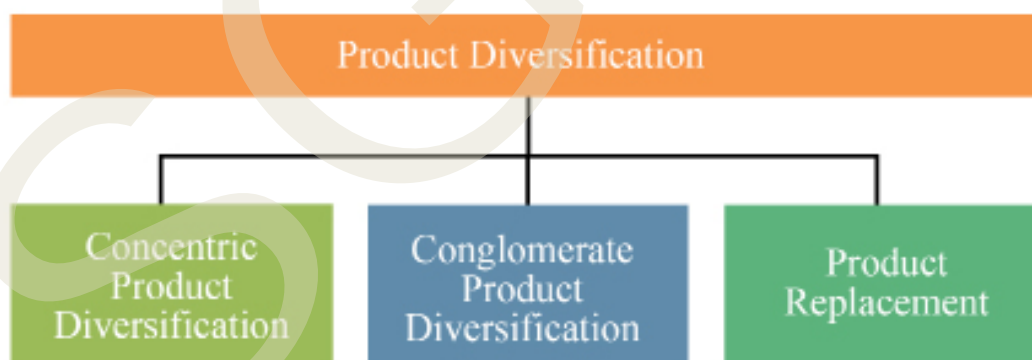 Product Diversification
Concentric
Product
Diversification
Conglomerate
Product
Diversification
Product
Replacement